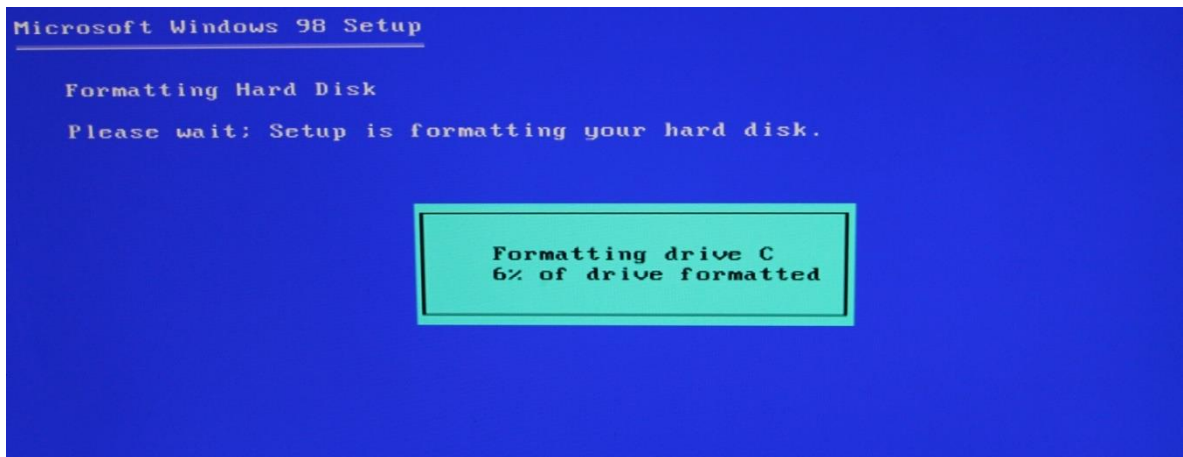 Microsoft Windows 98 Setup
Formatting Hard Disk
Please wait; Setup is formatting your hard disk.
Formatting drive C
6% of drive formatted